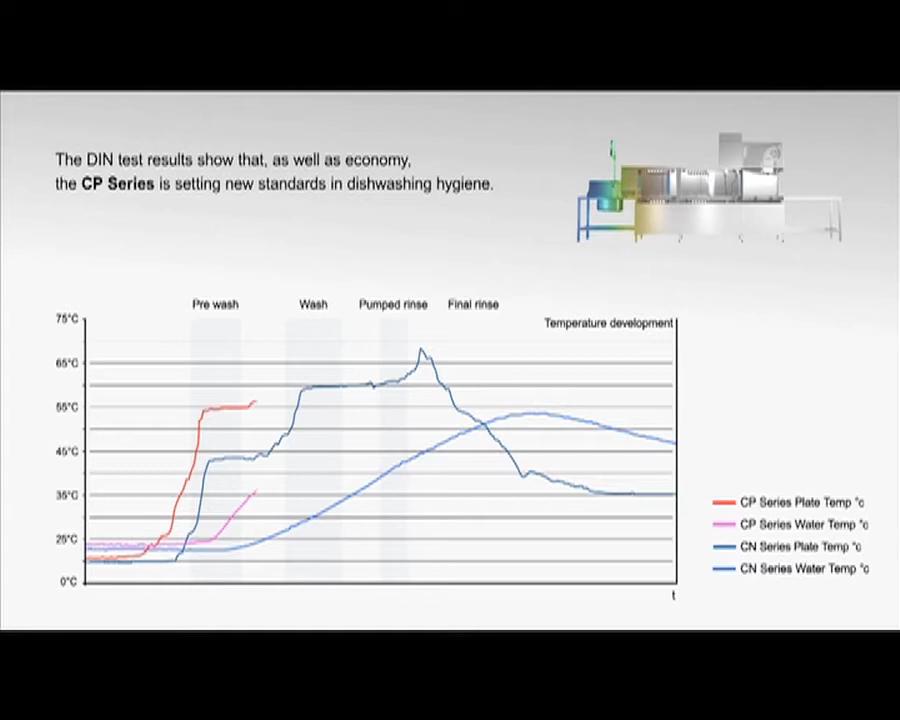 The DIN test results show that, as well as economy,
the CP Series is setting new standards in dishwashing hygiene.
Pre wash Wash Pumped rinse Final rinse
75°C
Temperature development
65°C
55°C
45°C
35°C
25°C
0°C
t
CP Series Plate Temp °c
CP Series Water Temp °c
CN Series Plate Temp °c
CN Series Water Temp °c